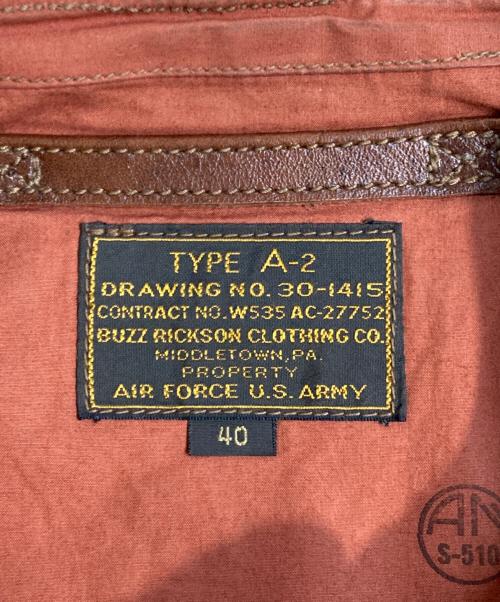 TYPE A-2
DRAWING NO. 30-1415
CONTRACT NO. W535 AC-27752
BUZZ RICKSON CLOTHING CO.
MIDDLETOWN, PA.
PROPERTY
AIR FORCE U.S. ARMY
40
AN
S-510